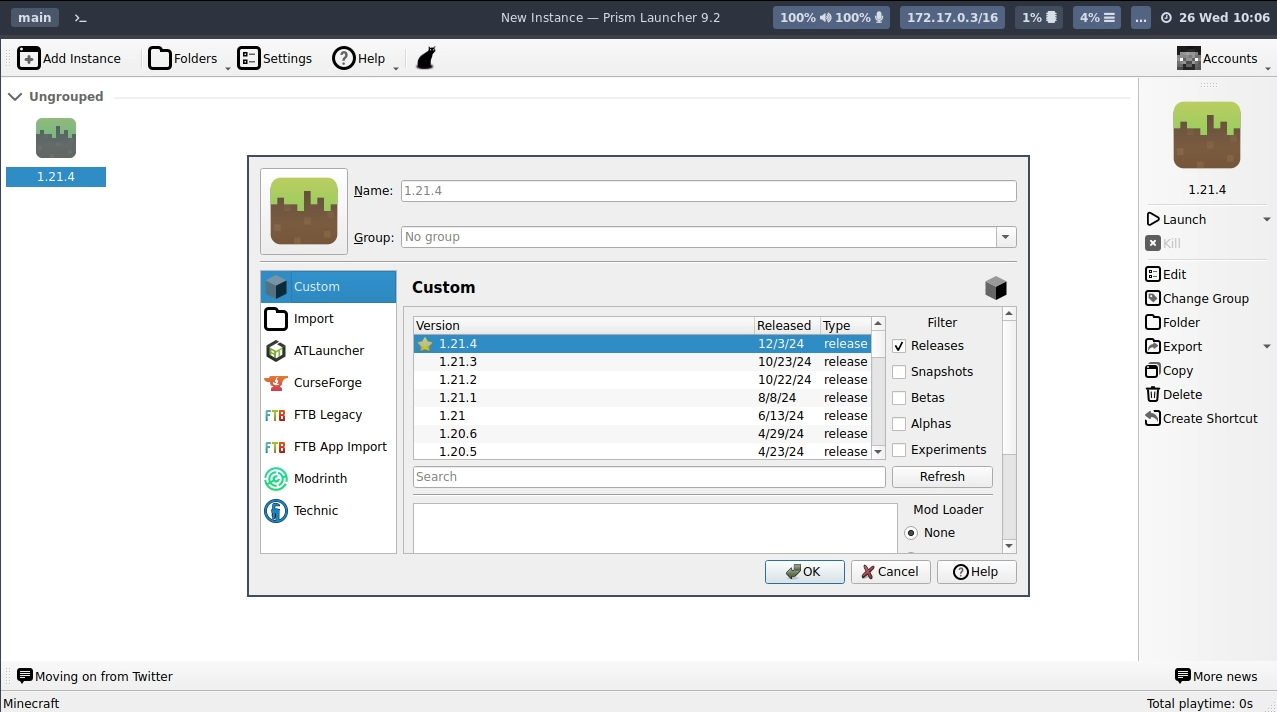 main
>_
New Instance — Prism Launcher 9.2
100% 100%
172.17.0.3/16
1%
4%
...
26 Wed 10:06
Add Instance
Folders
Settings
Help
Accounts
Ungrouped
1.21.4
Name: 1.21.4
Group: No group
Custom
Import
ATLauncher
CurseForge
FTB Legacy
FTB App Import
Modrinth
Technic
Custom
Version Released Type
1.21.4 12/3/24 release
1.21.3 10/23/24 release
1.21.2 10/22/24 release
1.21.1 8/8/24 release
1.21 6/13/24 release
1.20.6 4/29/24 release
1.20.5 4/23/24 release
Search
Filter
Releases
Snapshots
Betas
Alphas
Experiments
Refresh
Mod Loader
None
OK
Cancel
Help
1.21.4
Launch
Kill
Edit
Change Group
Folder
Export
Copy
Delete
Create Shortcut
Moving on from Twitter
More news
Minecraft
Total playtime: 0s